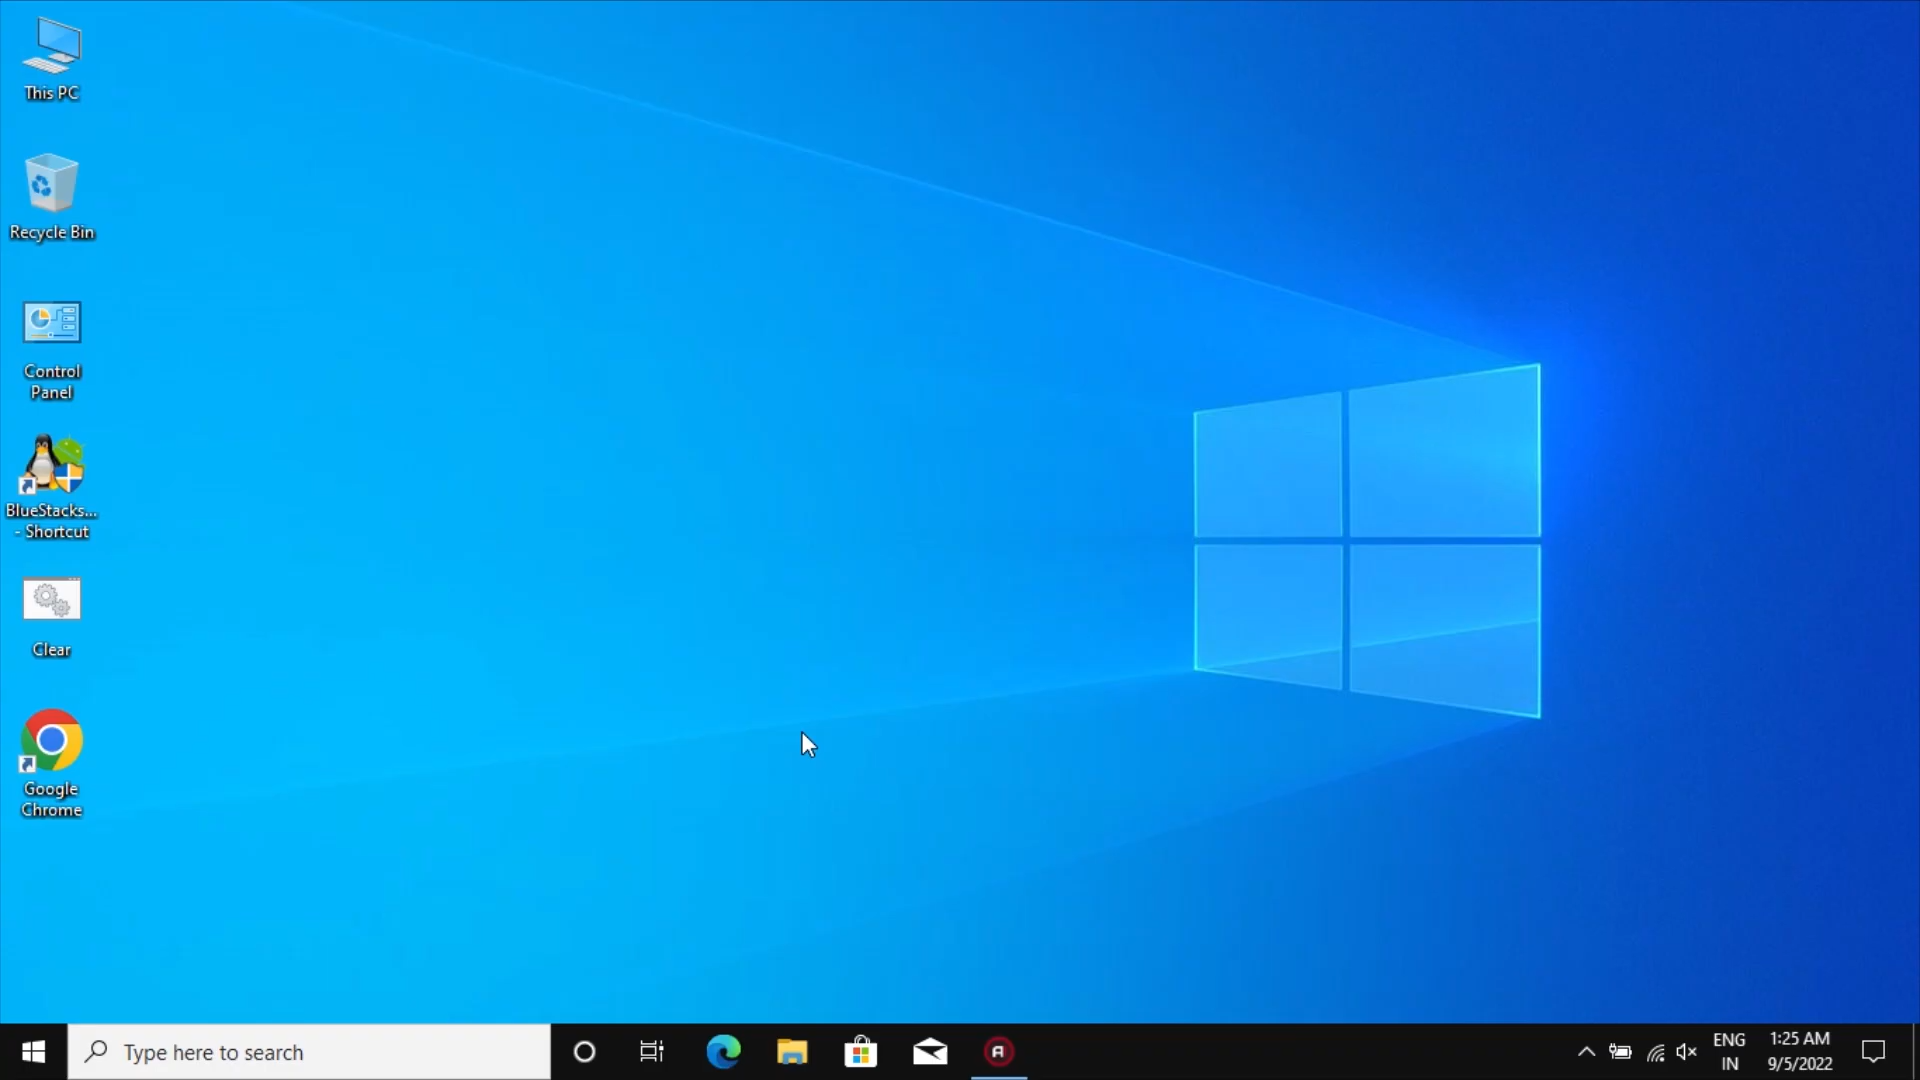 This PC
Recycle Bin
Control
Panel
BlueStacks...
- Shortcut
Clear
Google
Chrome
Type here to search
ENG
IN
1:25 AM
9/5/2022